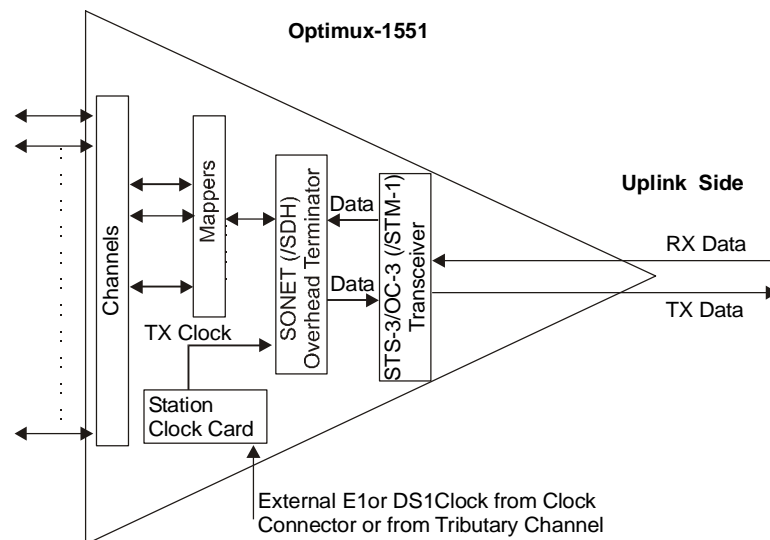 Optimux-1551
Uplink Side
Channels
Mappers
SONET (/SDH)
Overhead Terminator
Data
Data
STS-3/OC-3 (/STM-1)
Transceiver
RX Data
TX Data
TX Clock
Station
Clock Card
External E1or DS1Clock from Clock
Connector or from Tributary Channel